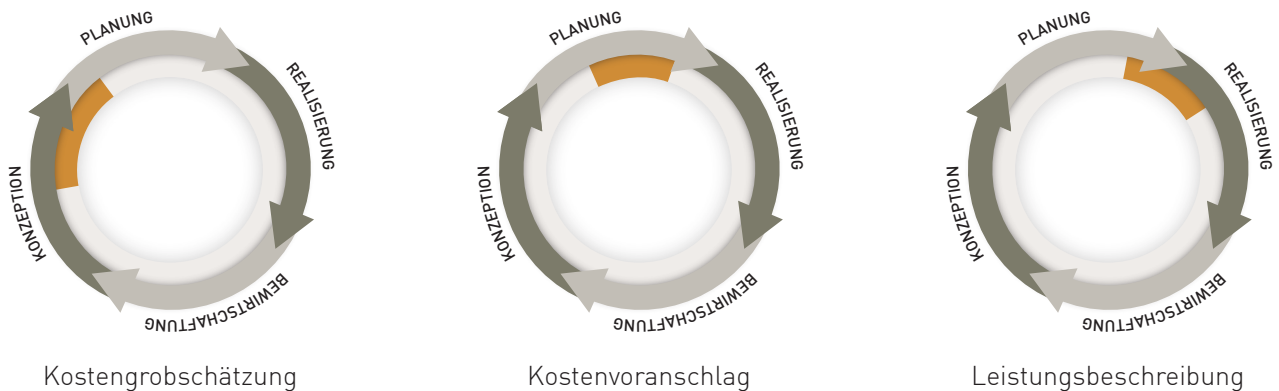 PLANUNG
REALISIERUNG
BEWIRTSCHAFTUNG
KONZEPTION
Kostengrobschätzung
PLANUNG
REALISIERUNG
BEWIRTSCHAFTUNG
KONZEPTION
Kostenvoranschlag
PLANUNG
REALISIERUNG
BEWIRTSCHAFTUNG
KONZEPTION
Leistungsbeschreibung